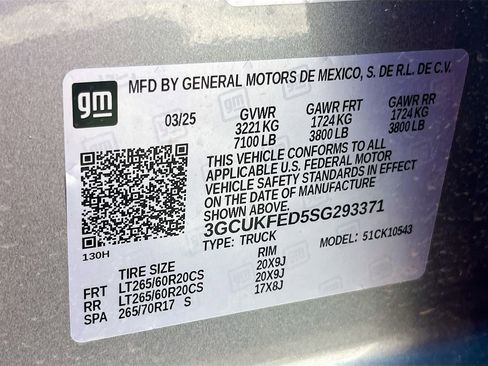 gm
MFD BY GENERAL MOTORS DE MEXICO, S. DE R.L. DE C.V.
03/25 GVWR GAWR FRT GAWR RR
3221 KG 1724 KG 1724 KG
7100 LB 3800 LB 3800 LB
THIS VEHICLE CONFORMS TO ALL
APPLICABLE U.S. FEDERAL MOTOR
VEHICLE SAFETY STANDARDS IN EFFECT
ON THE DATE OF MANUFACTURE
SHOWN ABOVE.
3GCUKFED5SG293371
TYPE: TRUCK MODEL: 51CK10543
130H
TIRE SIZE RIM
FRT LT265/60R20CS 20X9J
RR LT265/60R20CS 20X9J
SPA 265/70R17 S 17X8J